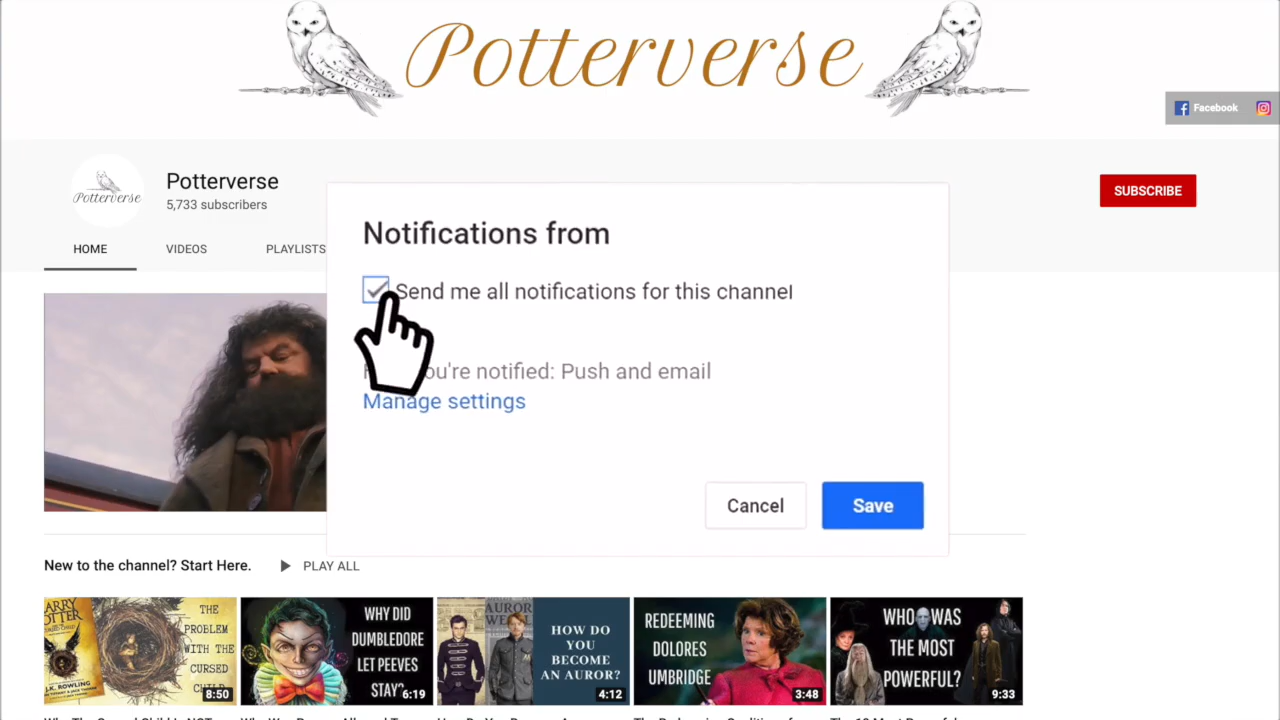 Potterverse
Facebook
Potterverse
Potterverse
5,733 subscribers
SUBSCRIBE
HOME
VIDEOS
PLAYLISTS
Notifications from
Send me all notifications for this channel
you're notified: Push and email
Manage settings
Cancel
Save
New to the channel? Start Here.
PLAY ALL
THE
PROBLEM
WITH THE
CURSED
CHILD
J.K. ROWLING
8:50
WHY DID
DUMBLEDORE
LET PEEVES
STAY?
6:19
HOW DO
YOU
BECOME
AN AUROR?
4:12
REDEEMING
DOLORES
UMBRIDGE
3:48
WHO WAS
THE MOST
POWERFUL?
9:33